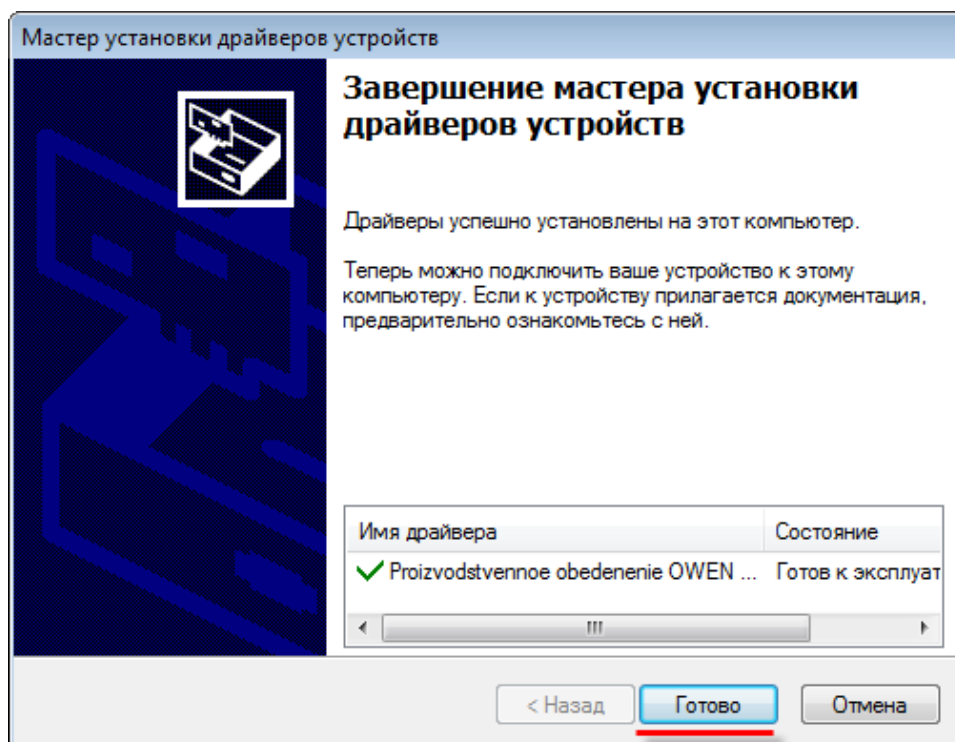 Мастер установки драйверов устройств
Завершение мастера установки
драйверов устройств
Драйверы успешно установлены на этот компьютер.
Теперь можно подключить ваше устройство к этому
компьютеру. Если к устройству прилагается документация,
предварительно ознакомьтесь с ней.
Имя драйвера Состояние
Proizvodstvennoe obedenenie OWEN ... Готов к эксплуат
< Назад Готово Отмена